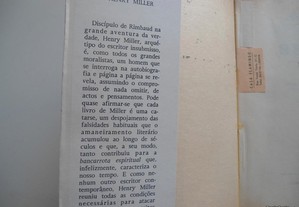 HENRY MILLER
Discípulo de Rimbaud na
grande aventura da ver-
dade, Henry Miller, arqué-
tipo do escritor insubmisso,
é, como todos os grandes
moralistas, um homem que
se interroga na autobiogra-
fia e página a página se re-
vela, assumindo o compro-
misso de nada omitir, de
actos e pensamentos. Pode
quase afirmar-se que cada
livro de Miller é uma ca-
tarse, um despojamento das
falsidades habituais que o
amaneiramento literário
acumulou ao longo de sé-
culos e que, a seu modo,
tanto contribuiu para a
bancarrota espiritual que,
infelizmente, caracteriza o
nosso tempo. E como ne-
nhum outro escritor con-
temporâneo, Henry Miller
reuniu todas as condições
necessárias para atacar